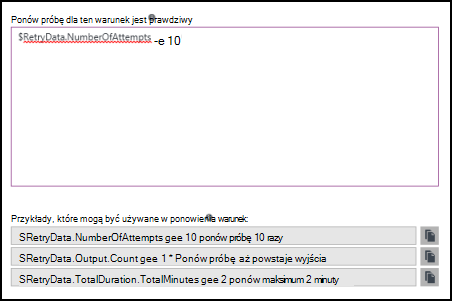 Ponów próbę dla ten warunek jest prawdziwy
$RetryData.NumberOfAttempts -e 10
Przykłady, które mogą być używane w ponowienia warunek:
SRetryData.NumberOfAttempts gee 10 ponów próbę 10 razy
SRetryData.Output.Count gee 1 * Ponów próbę aż powstaje wyjścia
SRetryData.TotalDuration.TotalMinutes gee 2 ponów maksimum 2 minuty